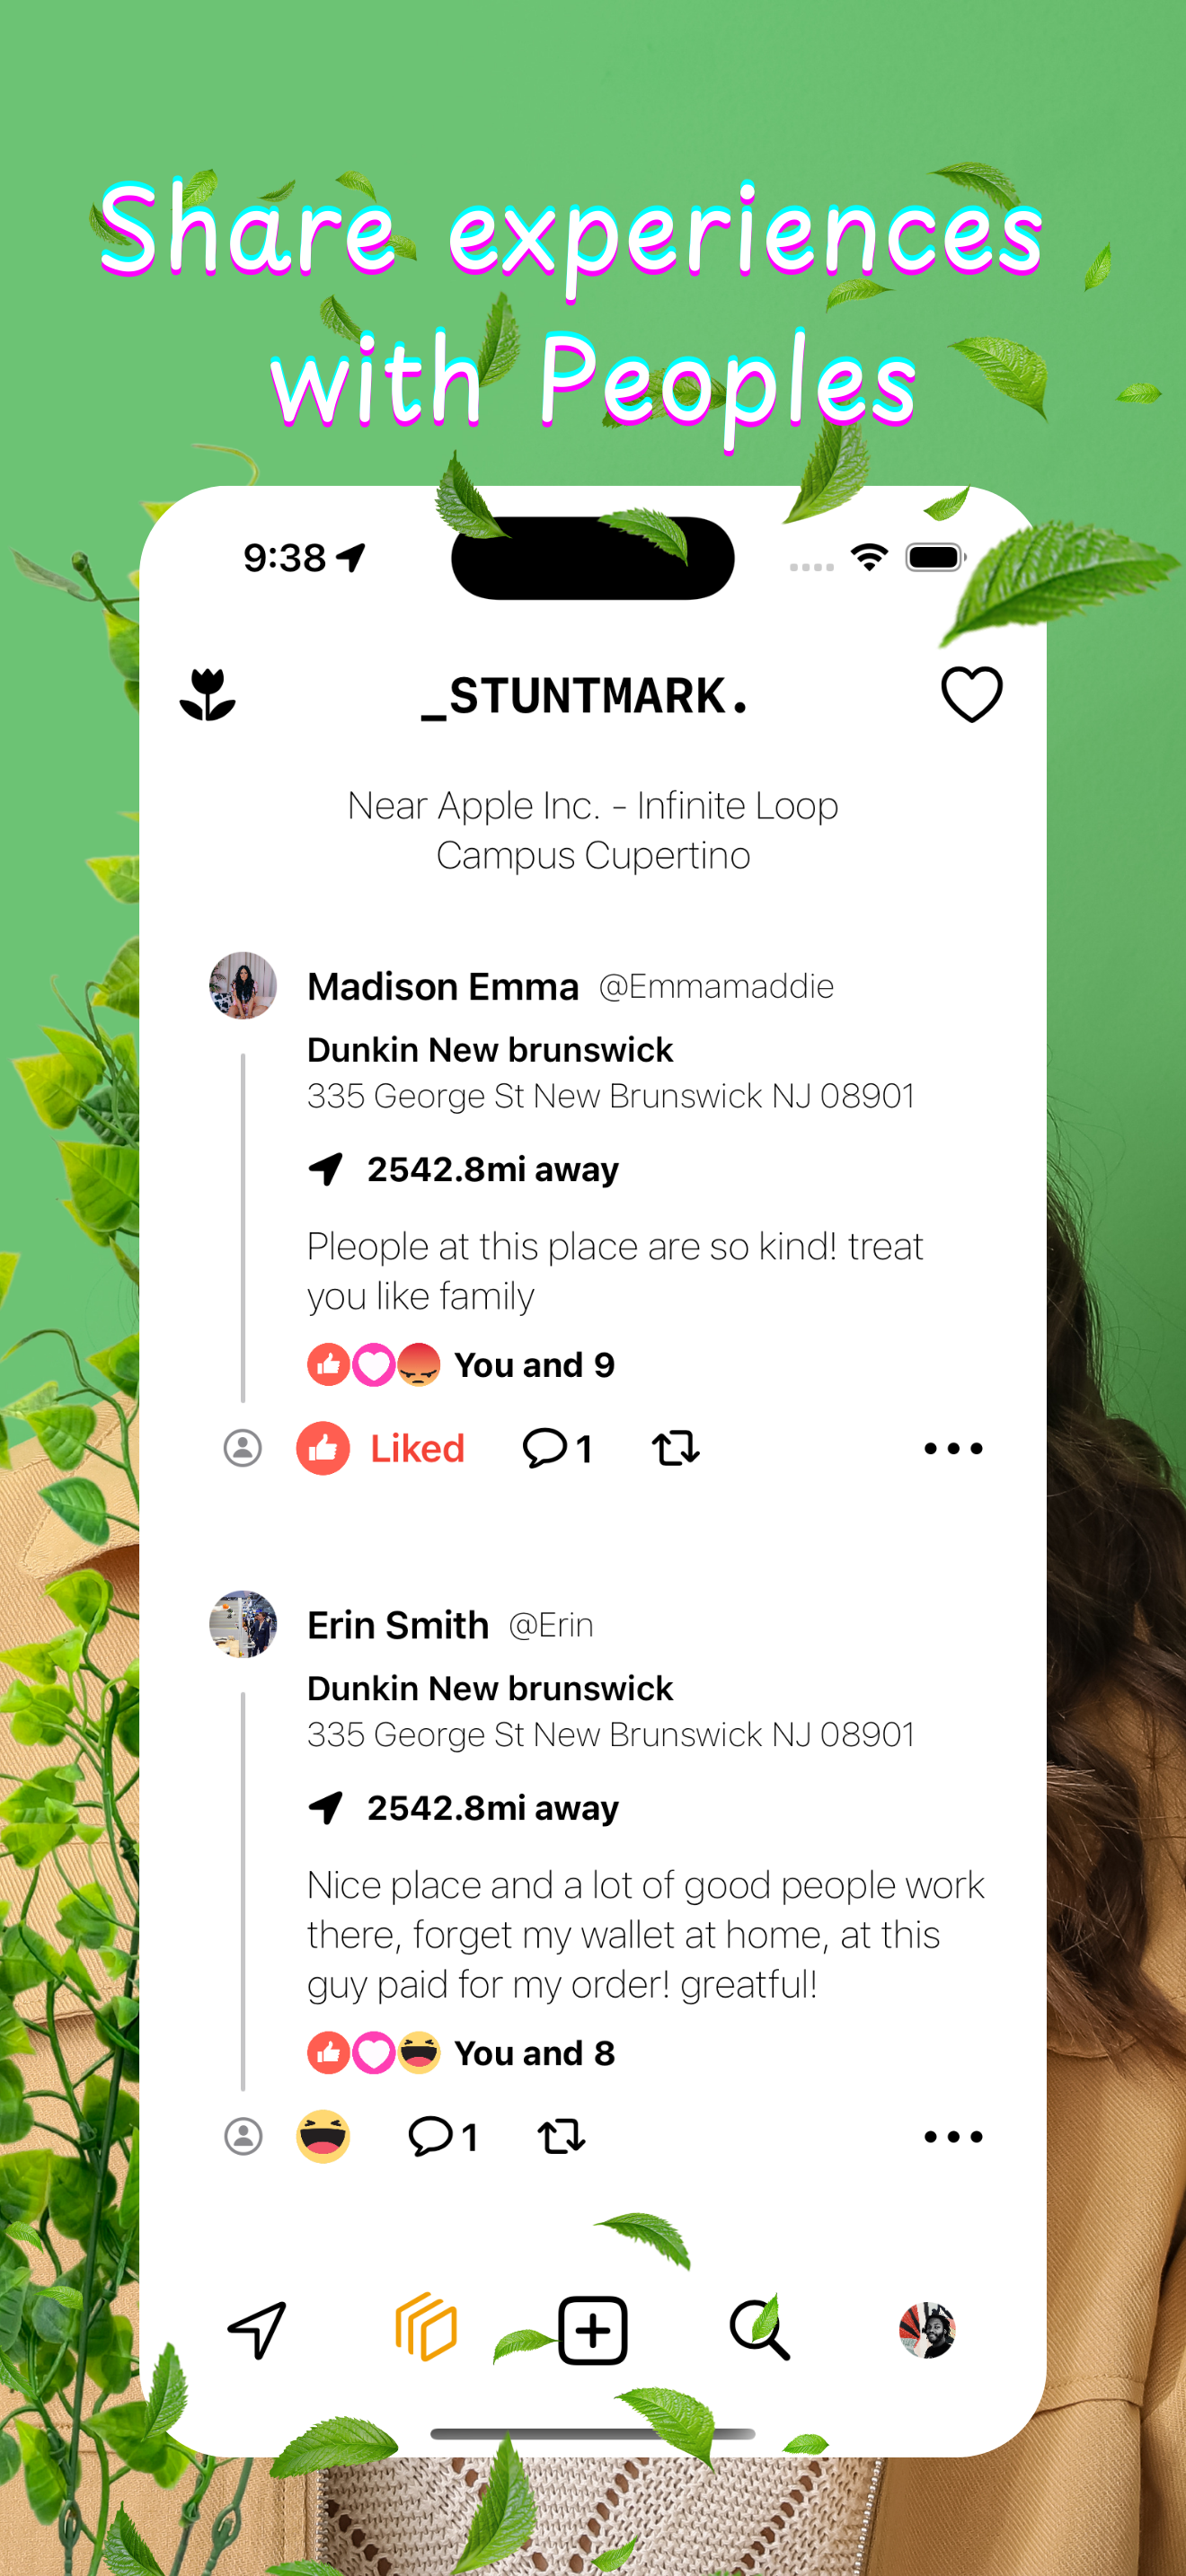 Share experiences
with Peoples
9:38
_STUNTMARK.
Near Apple Inc. - Infinite Loop
Campus Cupertino
Madison Emma @Emmamaddie
Dunkin New brunswick
335 George St New Brunswick NJ 08901
2542.8mi away
Pleople at this place are so kind! treat
you like family
You and 9
Liked 1
Erin Smith @Erin
Dunkin New brunswick
335 George St New Brunswick NJ 08901
2542.8mi away
Nice place and a lot of good people work
there, forget my wallet at home, at this
guy paid for my order! greatful!
You and 8
1